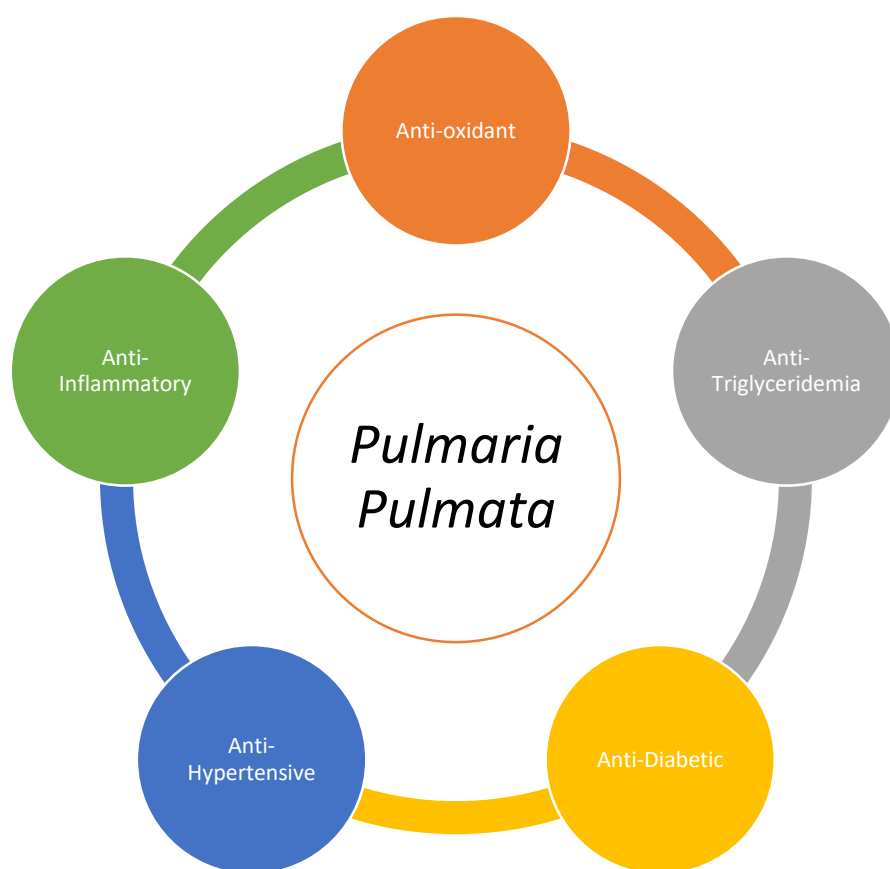 Anti-oxidant
Anti-
Triglyceridemia
Anti-Diabetic
Anti-
Hypertensive
Anti-
Inflammatory
Pulmaria
Pulmata